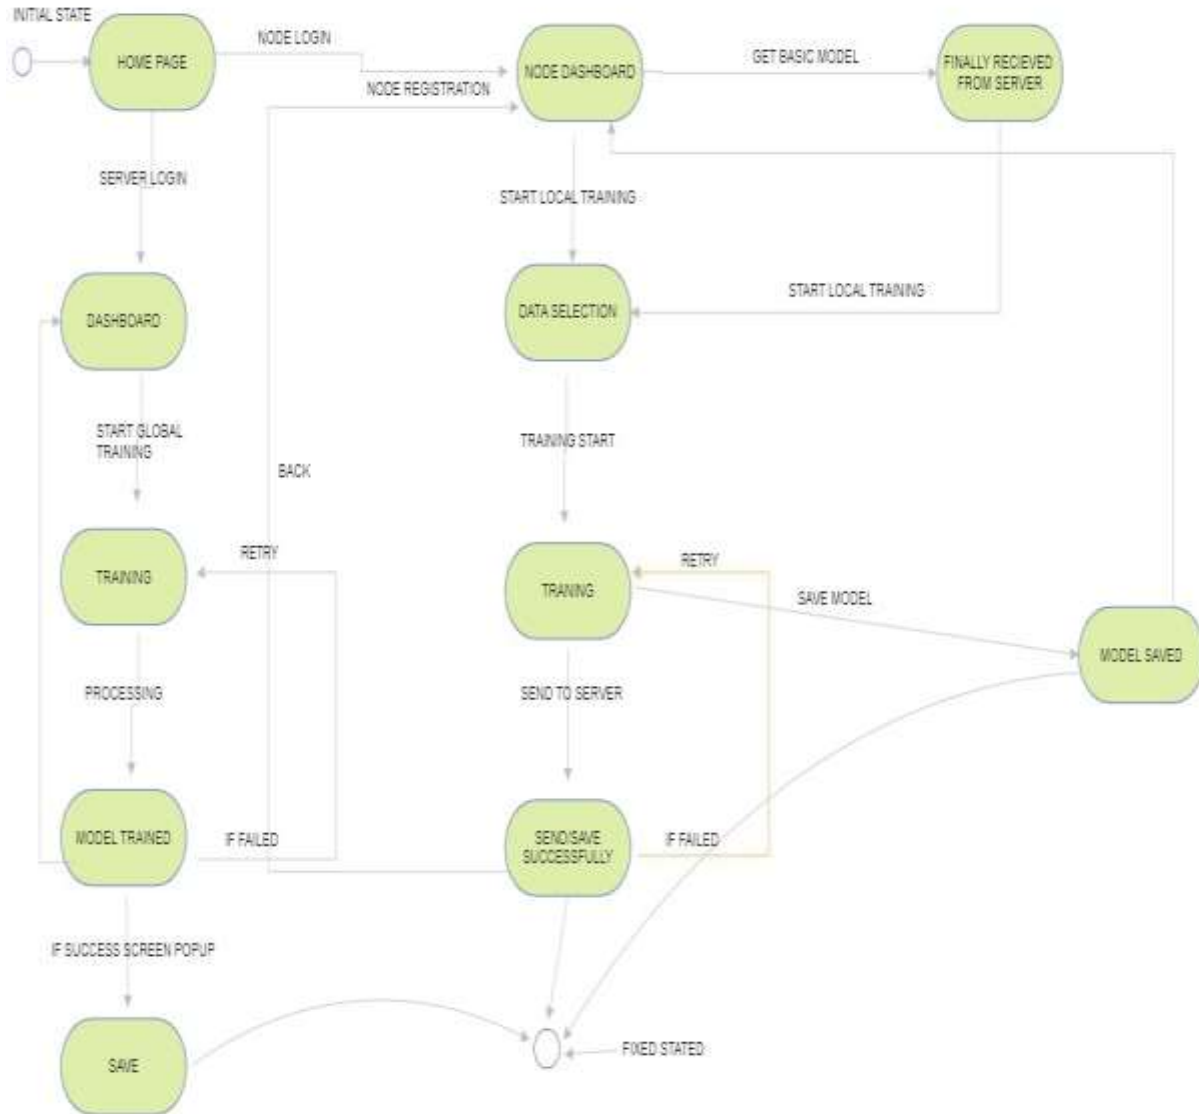 INITIAL STATE
HOME PAGE
NODE LOGIN
NODE DASHBOARD
GET BASIC MODEL
FINALLY RECIEVED
FROM SERVER
NODE REGISTRATION
SERVER LOGIN
START LOCAL TRAINING
DASHBOARD
DATA SELECTION
START LOCAL TRAINING
START GLOBAL
TRAINING
TRAINING START
BACK
RETRY
RETRY
TRAINING
TRANING
SAVE MODEL
MODEL SAVED
PROCESSING
SEND TO SERVER
MODEL TRAINED
IF FAILED
SEND/SAVE
SUCCESSFULLY
IF FAILED
IF SUCCESS SCREEN POPUP
SAVE
FIXED STATED